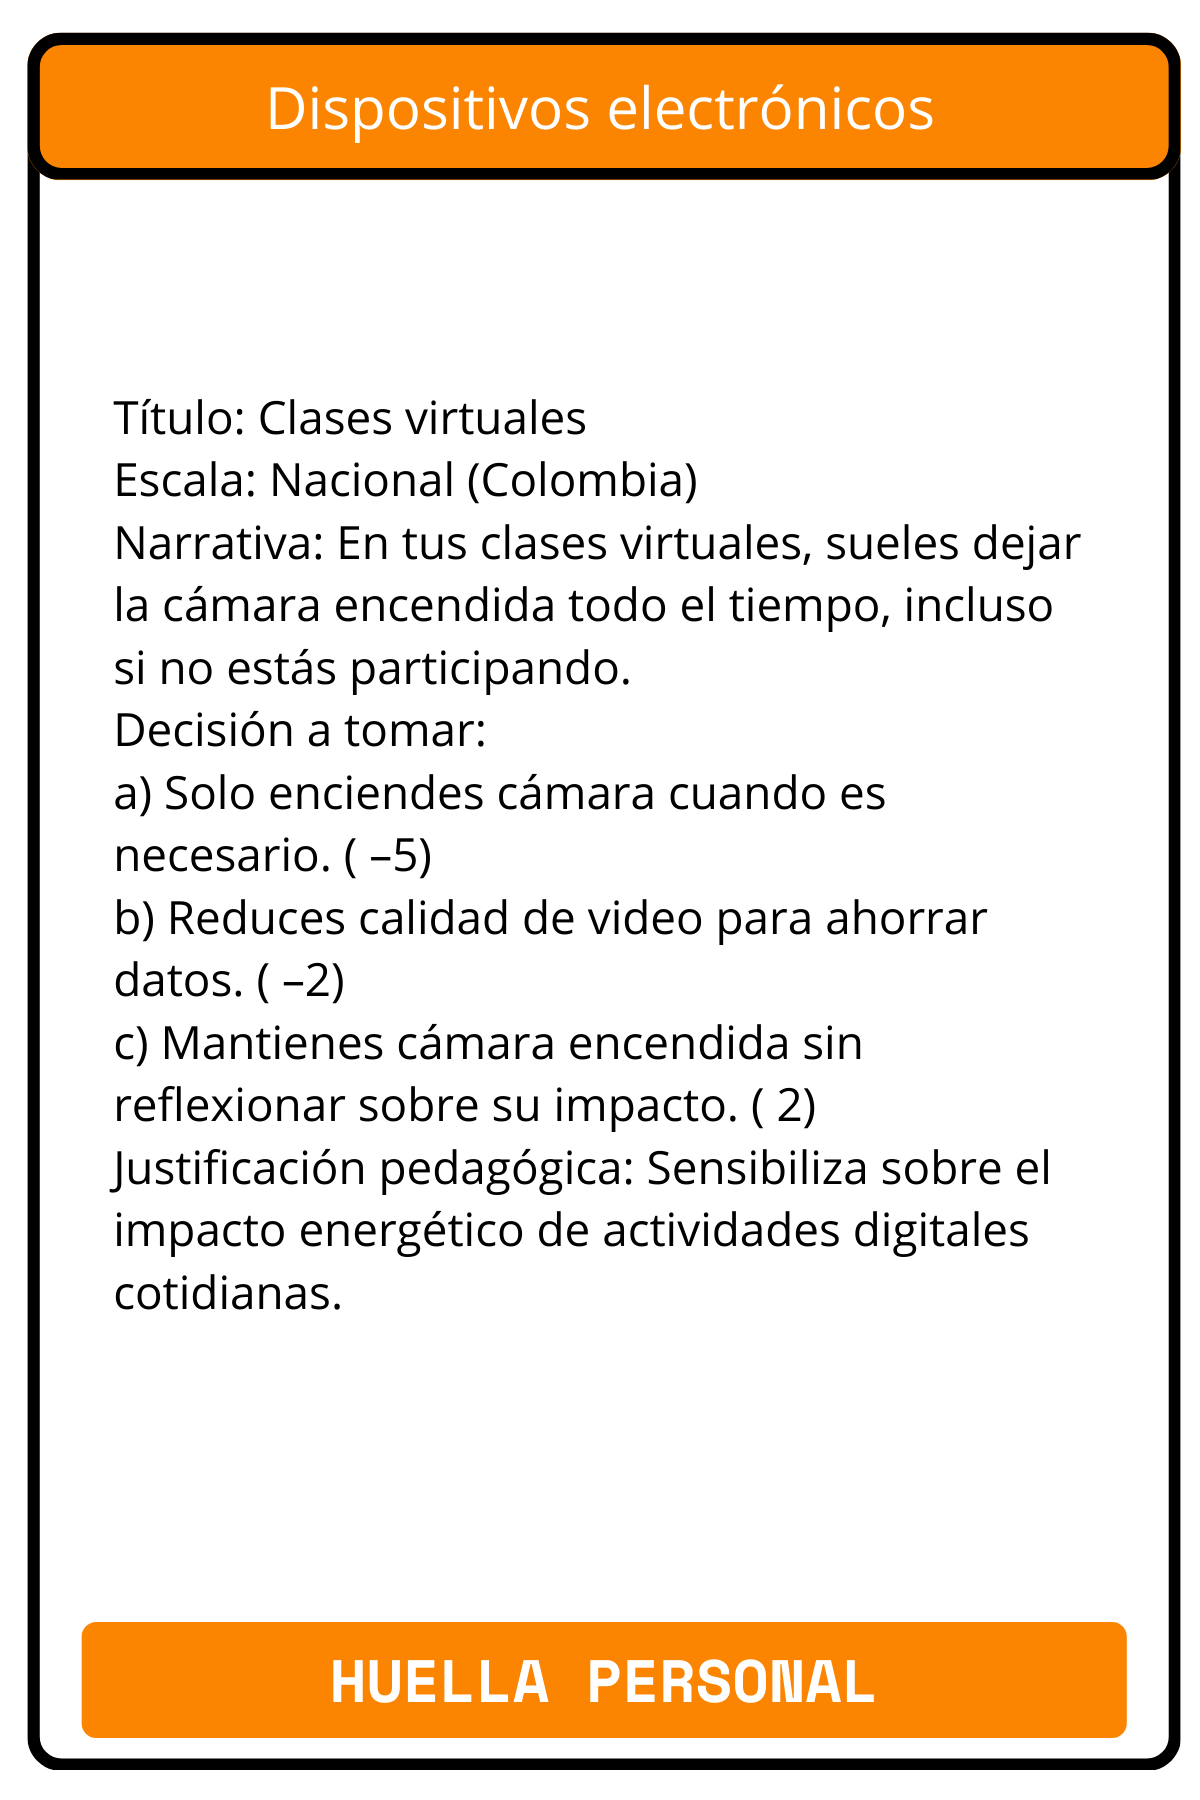 Dispositivos electrónicos
Título: Clases virtuales
Escala: Nacional (Colombia)
Narrativa: En tus clases virtuales, sueles dejar
la cámara encendida todo el tiempo, incluso
si no estás participando.
Decisión a tomar:
a) Solo enciendes cámara cuando es
necesario. ( –5)
b) Reduces calidad de video para ahorrar
datos. ( –2)
c) Mantienes cámara encendida sin
reflexionar sobre su impacto. ( 2)
Justificación pedagógica: Sensibiliza sobre el
impacto energético de actividades digitales
cotidianas.
HUELLA PERSONAL